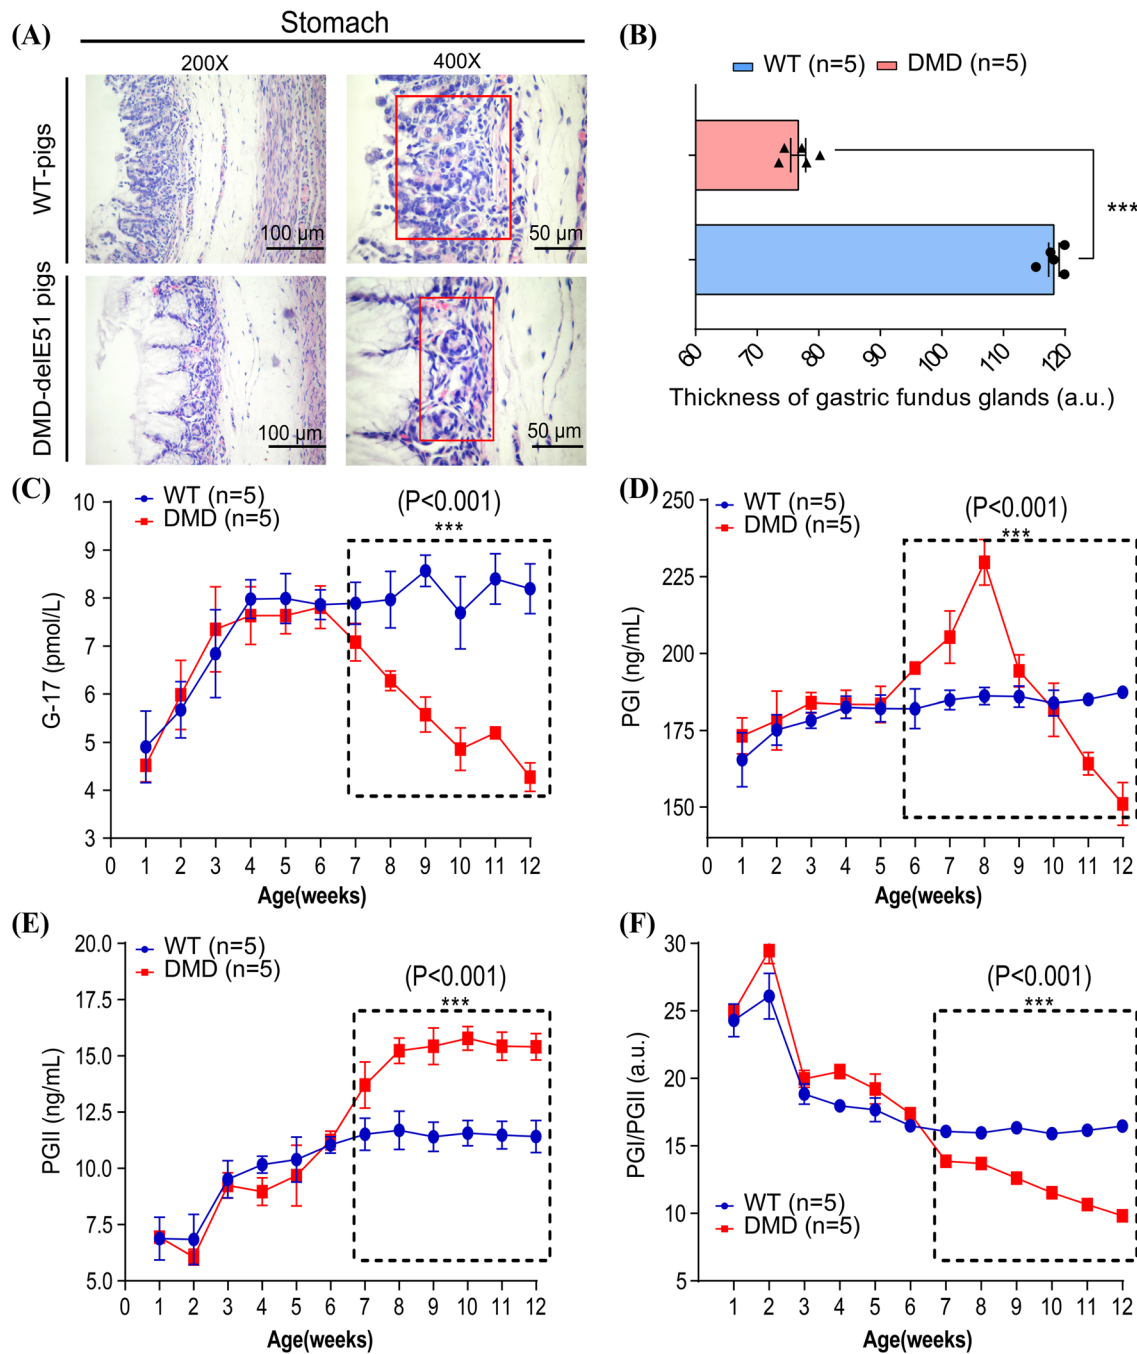 (A)
Stomach
200X
400X
WT-pigs
100 µm
50 µm
DMD-delE51 pigs
100 µm
50 µm
(B)
WT (n=5) DMD (n=5)
***
60 70 80 90 100 110 120
Thickness of gastric fundus glands (a.u.)
(C)
WT (n=5)
DMD (n=5)
(P<0.001)
***
G-17 (pmol/L)
10
9
8
7
6
5
4
3
0 1 2 3 4 5 6 7 8 9 10 11 12
Age(weeks)
(D)
WT (n=5)
DMD (n=5)
(P<0.001)
***
PGI (ng/mL)
250
225
200
175
150
0 1 2 3 4 5 6 7 8 9 10 11 12
Age(weeks)
(E)
WT (n=5)
DMD (n=5)
(P<0.001)
***
PGII (ng/mL)
20.0
17.5
15.0
12.5
10.0
7.5
5.0
0 1 2 3 4 5 6 7 8 9 10 11 12
Age(weeks)
(F)
(P<0.001)
***
PGI/PGII (a.u.)
30
25
20
15
10
5
WT (n=5)
DMD (n=5)
1 2 3 4 5 6 7 8 9 10 11 12
Age(weeks)